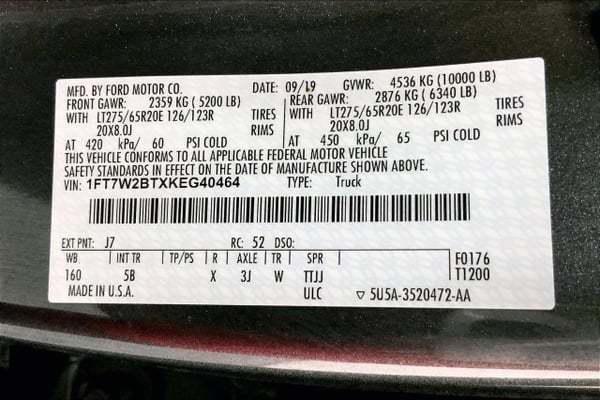 MFD. BY FORD MOTOR CO. DATE: 09/19 GVWR: 4536 KG (10000 LB)
FRONT GAWR: 2359 KG (5200 LB) REAR GAWR: 2876 KG (6340 LB)
WITH LT275/65R20E 126/123R TIRES WITH LT275/65R20E 126/123R TIRES
20X8.0J RIMS 20X8.0J RIMS
AT 420 kPa/ 60 PSI COLD AT 450 kPa/ 65 PSI COLD
THIS VEHICLE CONFORMS TO ALL APPLICABLE FEDERAL MOTOR VEHICLE
SAFETY STANDARDS IN EFFECT ON THE DATE OF MANUFACTURE SHOWN ABOVE.
VIN: 1FT7W2BTXKEG40464 TYPE: Truck
EXT PNT: J7 RC: 52 DSO:
WB INT TR TP/PS R AXLE TR SPR F0176
160 5B X 3J W TTJJ T1200
MADE IN U.S.A. ULC ▽ 5U5A-3520472-AA